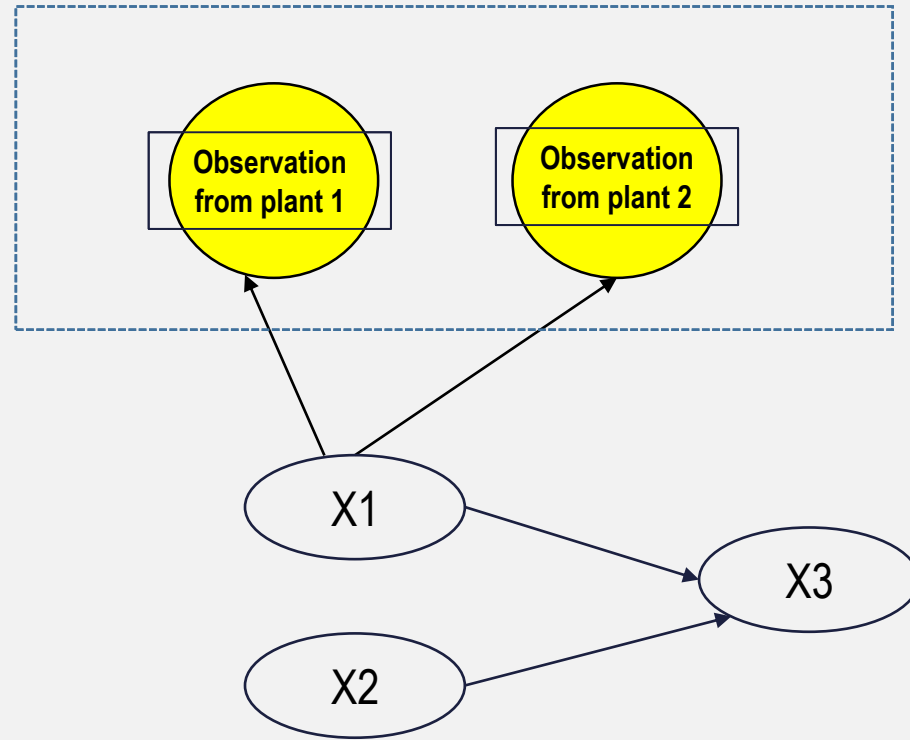 Observation
from plant 1
Observation
from plant 2
X1
X3
X2